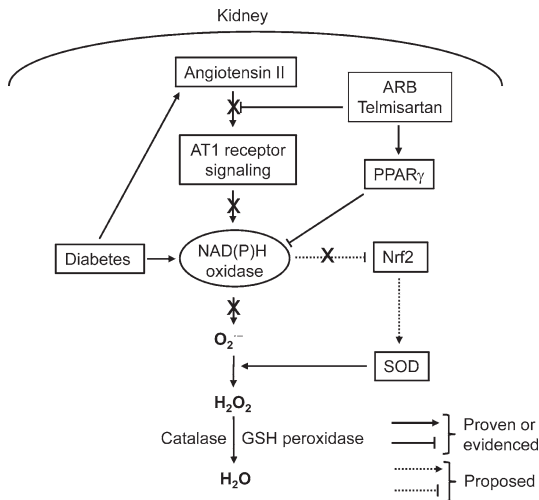 Kidney
Angiotensin II
ARB
Telmisartan
X
AT1 receptor
signaling
PPARγ
X
Diabetes
NAD(P)H
oxidase
X
Nrf2
X
O₂·−
SOD
H₂O₂
Catalase GSH peroxidase
H₂O
Proven or
evidenced
Proposed